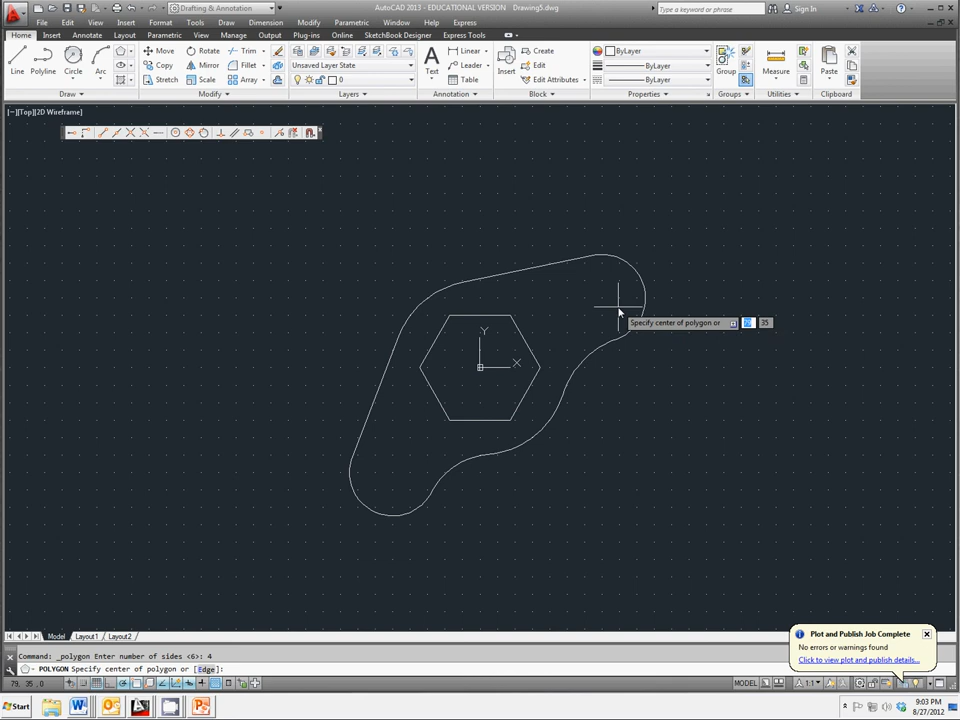 AutoCAD 2013 - EDUCATIONAL VERSION Drawing5.dwg
Drafting & Annotation
Type a keyword or phrase
Sign In
File Edit View Insert Format Tools Draw Dimension Modify Parametric Window Help Express
Home Insert Annotate Layout Parametric View Manage Output Plug-ins Online SketchBook Designer Express Tools
Line Polyline Circle Arc
Move Rotate Trim
Copy Mirror Fillet
Stretch Scale Array
Unsaved Layer State
0
Text
Linear
Leader
Table
Insert
Create
Edit
Edit Attributes
ByLayer
ByLayer
ByLayer
Group
Measure
Paste
Draw Modify Layers Annotation Block Properties Groups Utilities Clipboard
[−][Top][2D Wireframe]
Y
X
Specify center of polygon or 79 35
Model Layout1 Layout2
Command: _polygon Enter number of sides <6>: 4
POLYGON Specify center of polygon or [Edge]:
Plot and Publish Job Complete
No errors or warnings found
Click to view plot and publish details...
79, 35 , 0
MODEL
1:1
Start
9:03 PM
8/27/2012